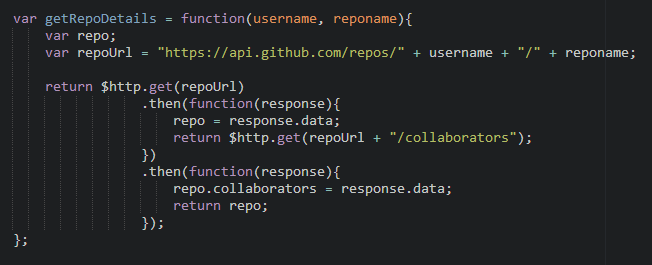 var getRepoDetails = function(username, reponame){
    var repo;
    var repoUrl = "https://api.github.com/repos/" + username + "/" + reponame;

    return $http.get(repoUrl)
                .then(function(response){
                    repo = response.data;
                    return $http.get(repoUrl + "/collaborators");
                })
                .then(function(response){
                    repo.collaborators = response.data;
                    return repo;
                });
};